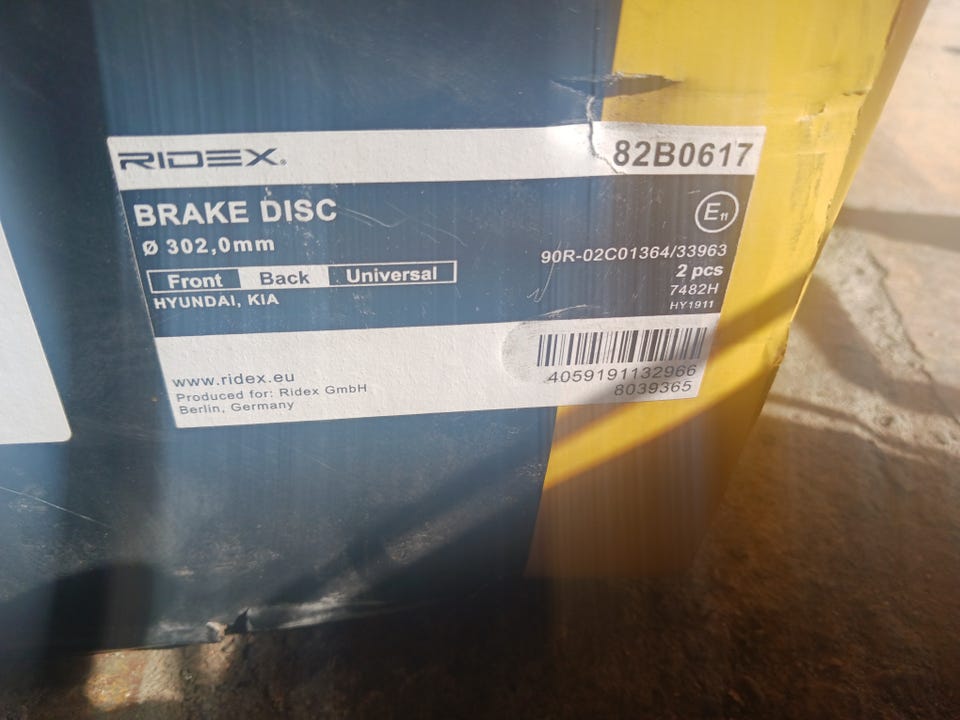 RIDEX® 82B0617
BRAKE DISC
E11
Ø 302,0mm
90R-02C01364/33963
Front Back Universal
2 pcs
HYUNDAI, KIA
7482H
HY1911
www.ridex.eu
Produced for: Ridex GmbH
Berlin, Germany
4059191132966
8039365